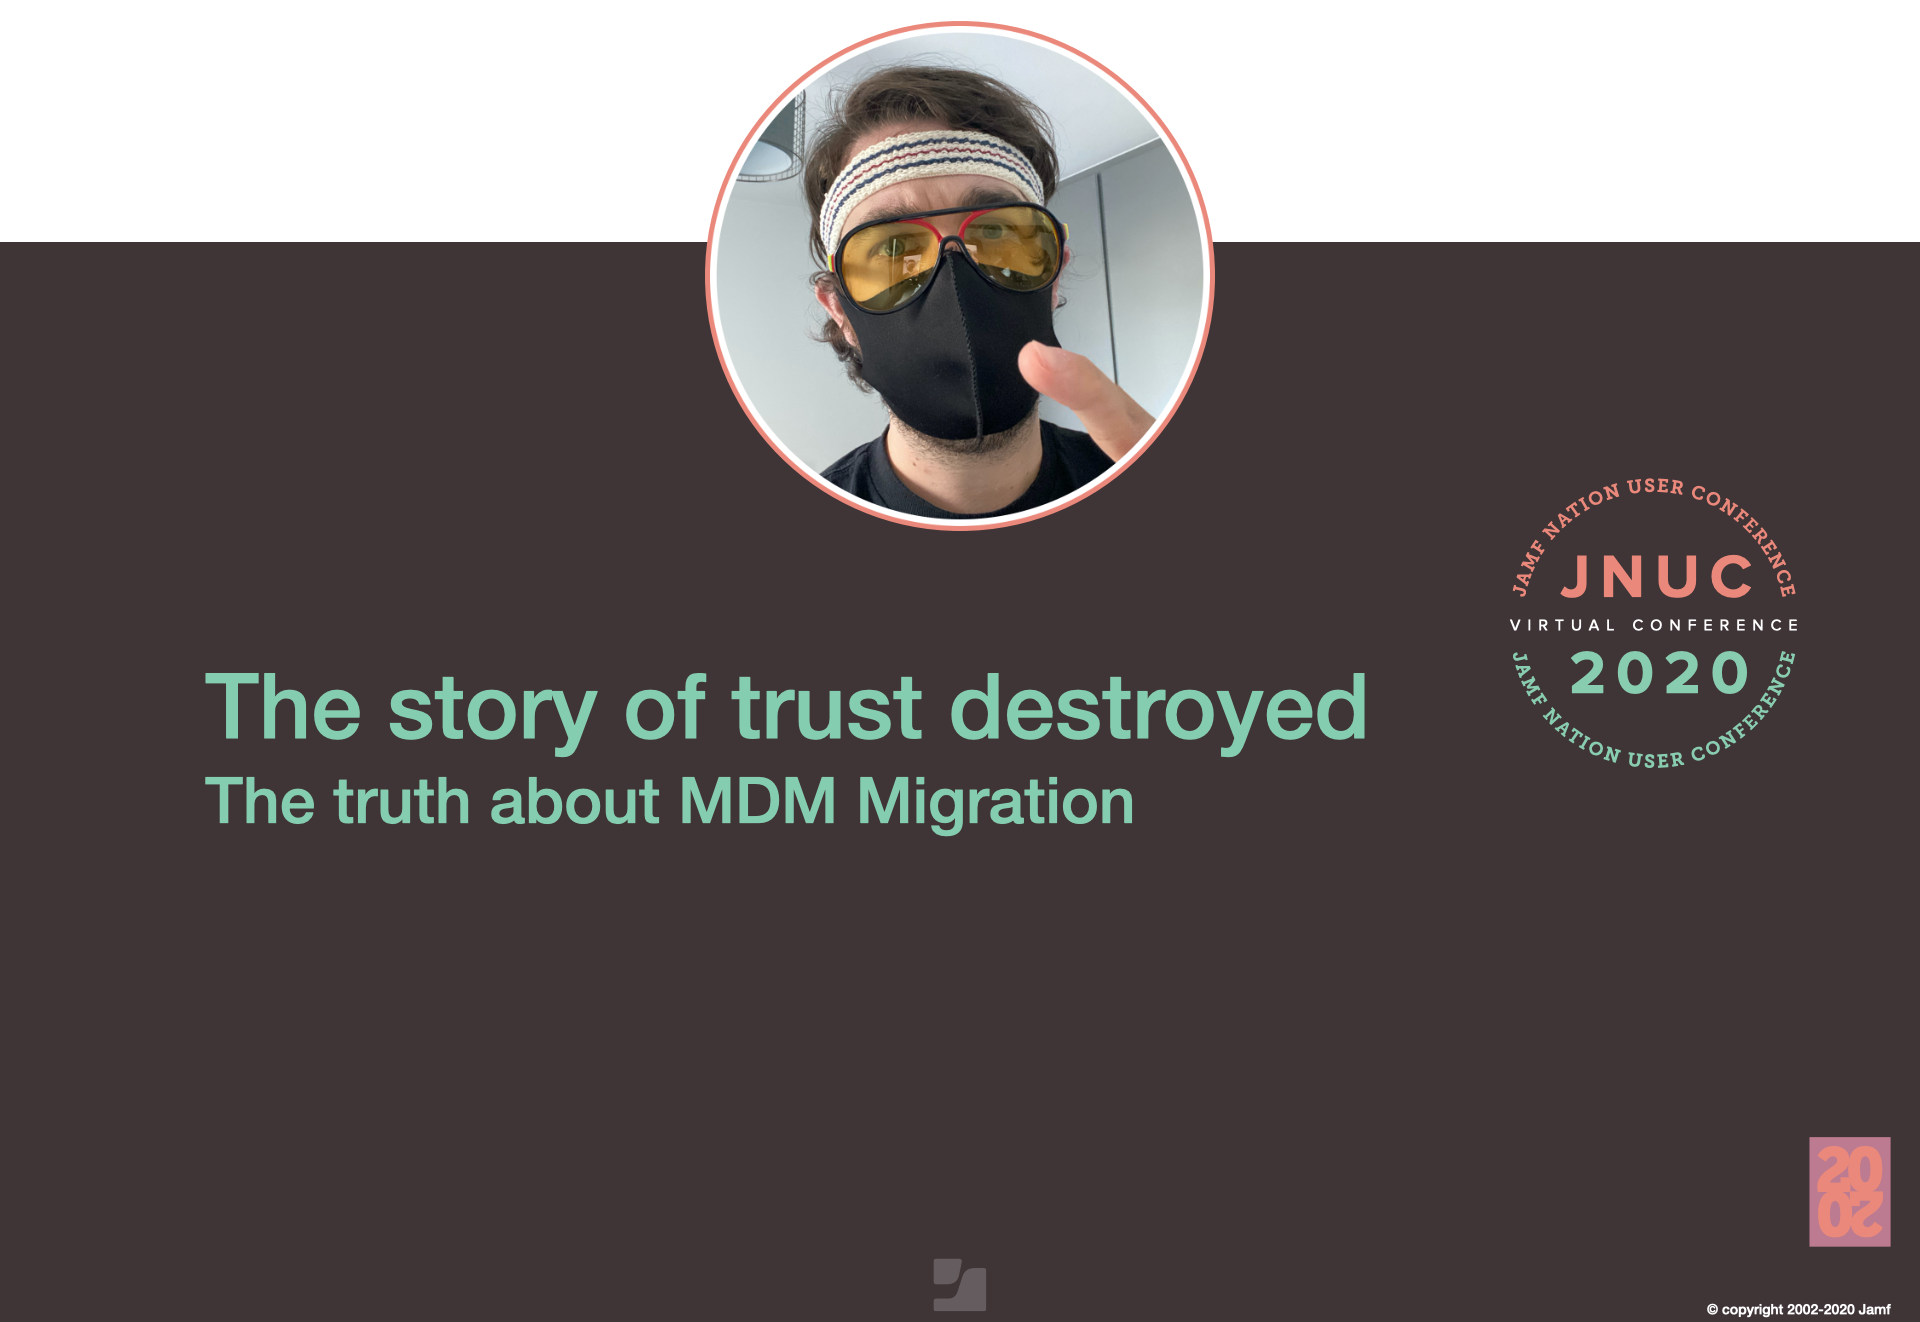 JAMF NATION USER CONFERENCE
JNUC
VIRTUAL CONFERENCE
2020
JAMF NATION USER CONFERENCE
The story of trust destroyed
The truth about MDM Migration
20
20
© copyright 2002-2020 Jamf